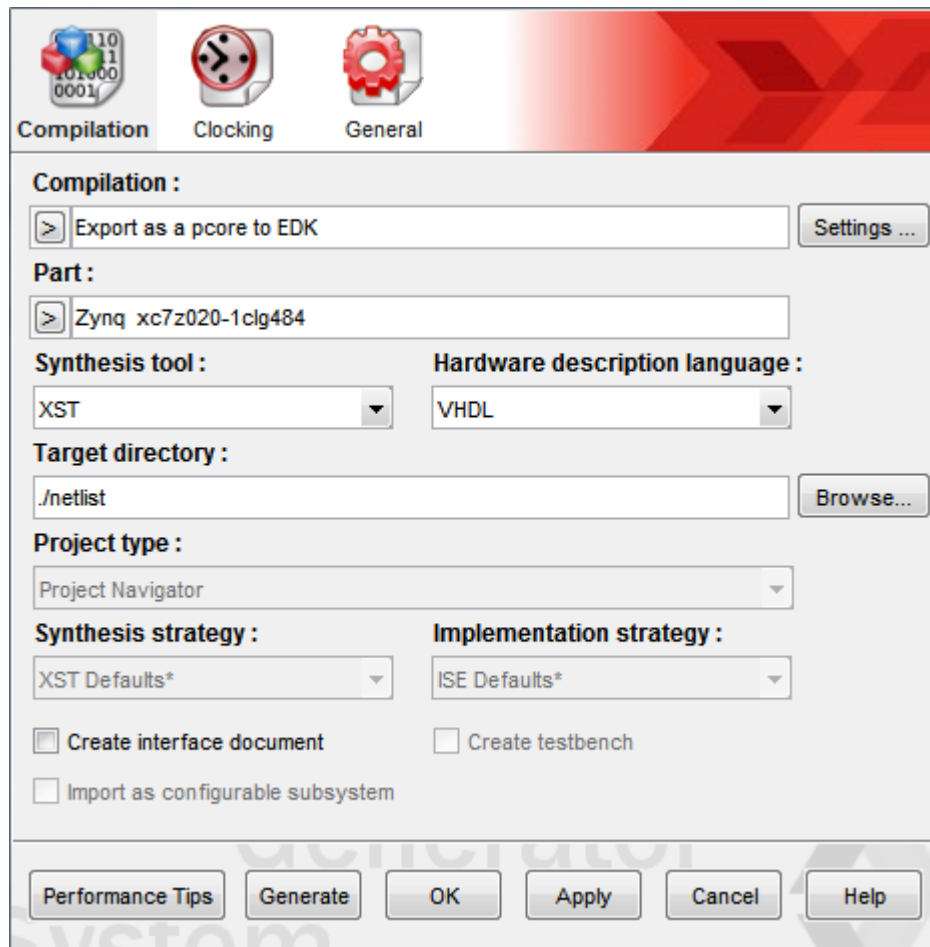 110
11
101000
0001
Compilation
Clocking
General
Compilation :
> Export as a pcore to EDK
Settings ...
Part :
> Zynq xc7z020-1clg484
Synthesis tool :
Hardware description language :
XST
VHDL
Target directory :
./netlist
Browse...
Project type :
Project Navigator
Synthesis strategy :
Implementation strategy :
XST Defaults*
ISE Defaults*
Create interface document
Create testbench
Import as configurable subsystem
Generator
Performance Tips
Generate
OK
Apply
Cancel
Help
System